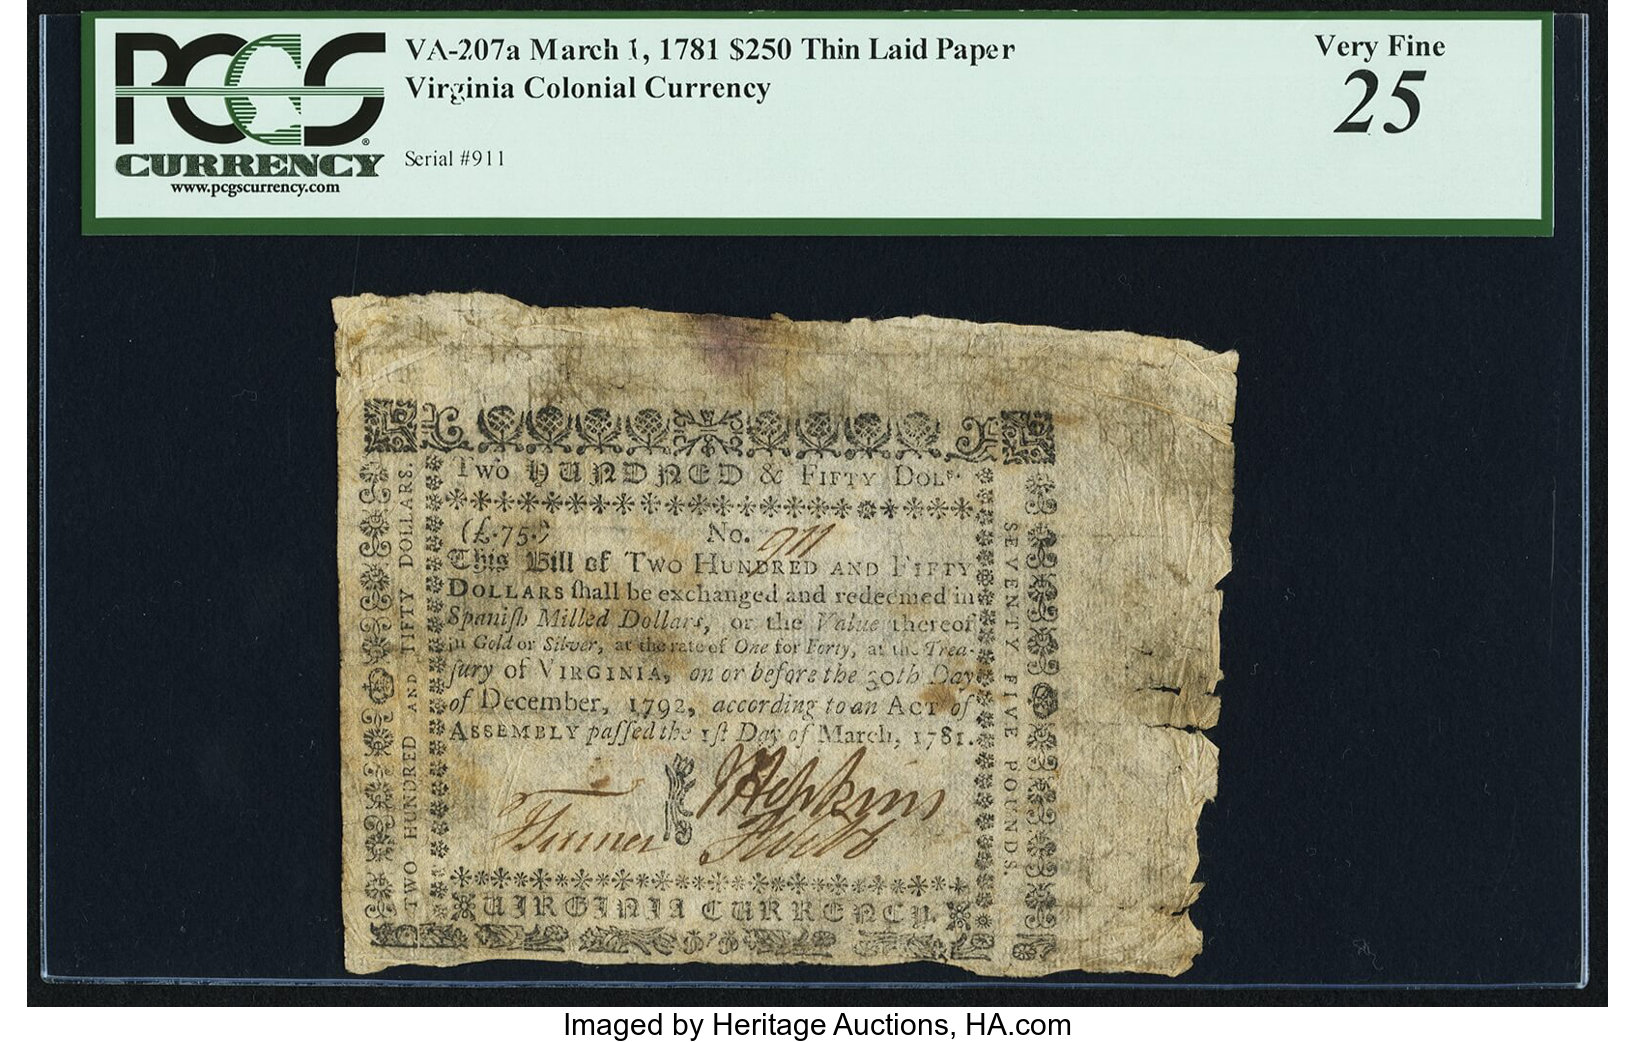 PCGS
CURRENCY
www.pcgscurrency.com
VA-207a March 1, 1781 $250 Thin Laid Paper
Virginia Colonial Currency
Serial #911
Very Fine
25
TWO HUNDRED & FIFTY DOLrs.
(£.75.)
No. 911
This Bill of TWO HUNDRED AND FIFTY
DOLLARS ſhall be exchanged and redeemed in
Spaniſh Milled Dollars, or the Value thereof
in Gold or Silver, at the rate of One for Forty, at the Trea-
ſury of VIRGINIA, on or before the 30th Day
of December, 1792, according to an ACT of
ASSEMBLY paſſed the 1ſt Day of March, 1781.
J Hopkins
F Webb
VIRGINIA CURRENCY.
TWO HUNDRED AND FIFTY DOLLARS.
SEVENTY FIVE POUNDS.
Imaged by Heritage Auctions, HA.com